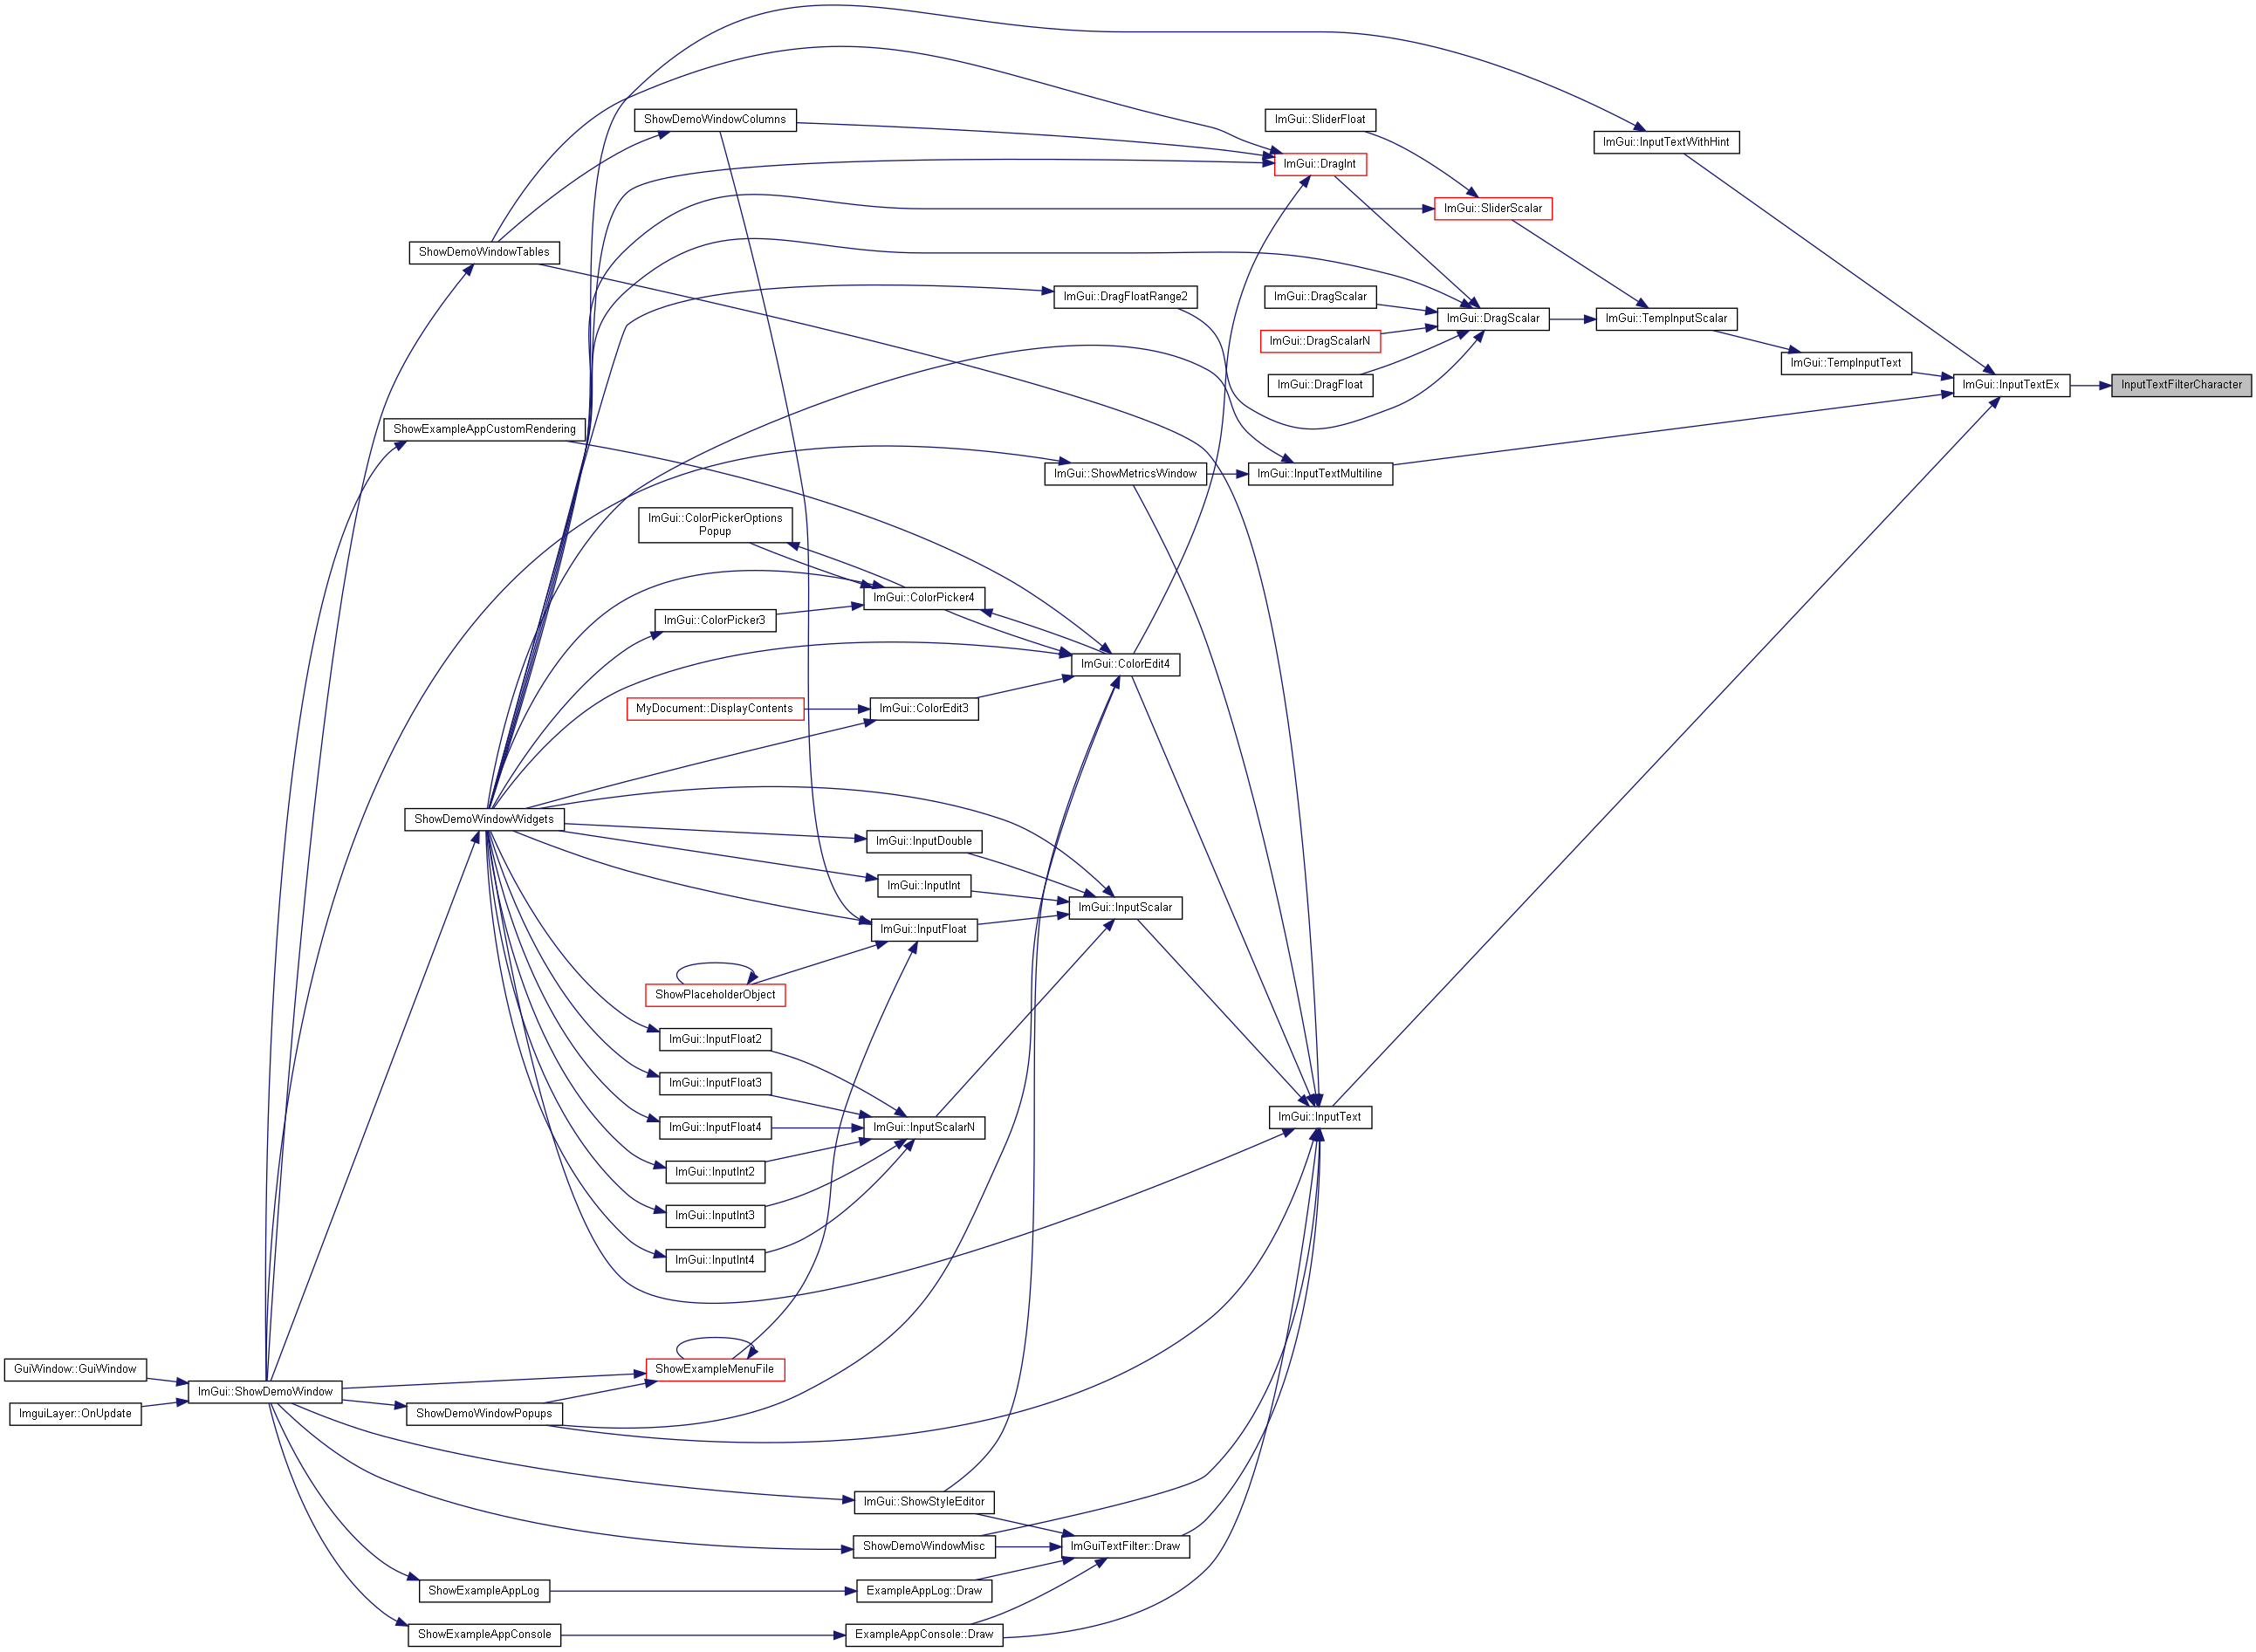 ShowDemoWindowColumns
ImGui::SliderFloat
ImGui::InputTextWithHint
ImGui::DragInt
ImGui::SliderScalar
ShowDemoWindowTables
ImGui::DragFloatRange2
ImGui::DragScalar
ImGui::DragScalar
ImGui::TempInputScalar
ImGui::DragScalarN
ImGui::TempInputText
ImGui::DragFloat
ImGui::InputTextEx
InputTextFilterCharacter
ShowExampleAppCustomRendering
ImGui::ShowMetricsWindow
ImGui::InputTextMultiline
ImGui::ColorPickerOptions
Popup
ImGui::ColorPicker4
ImGui::ColorPicker3
ImGui::ColorEdit4
MyDocument::DisplayContents
ImGui::ColorEdit3
ShowDemoWindowWidgets
ImGui::InputDouble
ImGui::InputInt
ImGui::InputScalar
ImGui::InputFloat
ShowPlaceholderObject
ImGui::InputFloat2
ImGui::InputFloat3
ImGui::InputText
ImGui::InputFloat4
ImGui::InputScalarN
ImGui::InputInt2
ImGui::InputInt3
ImGui::InputInt4
GuiWindow::GuiWindow
ShowExampleMenuFile
ImGui::ShowDemoWindow
ImguiLayer::OnUpdate
ShowDemoWindowPopups
ImGui::ShowStyleEditor
ShowDemoWindowMisc
ImGuiTextFilter::Draw
ShowExampleAppLog
ExampleAppLog::Draw
ShowExampleAppConsole
ExampleAppConsole::Draw